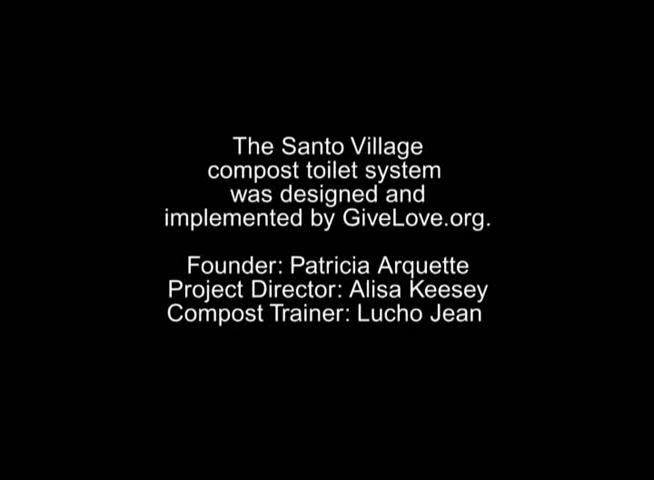 The Santo Village
compost toilet system
was designed and
implemented by GiveLove.org.
Founder: Patricia Arquette
Project Director: Alisa Keesey
Compost Trainer: Lucho Jean